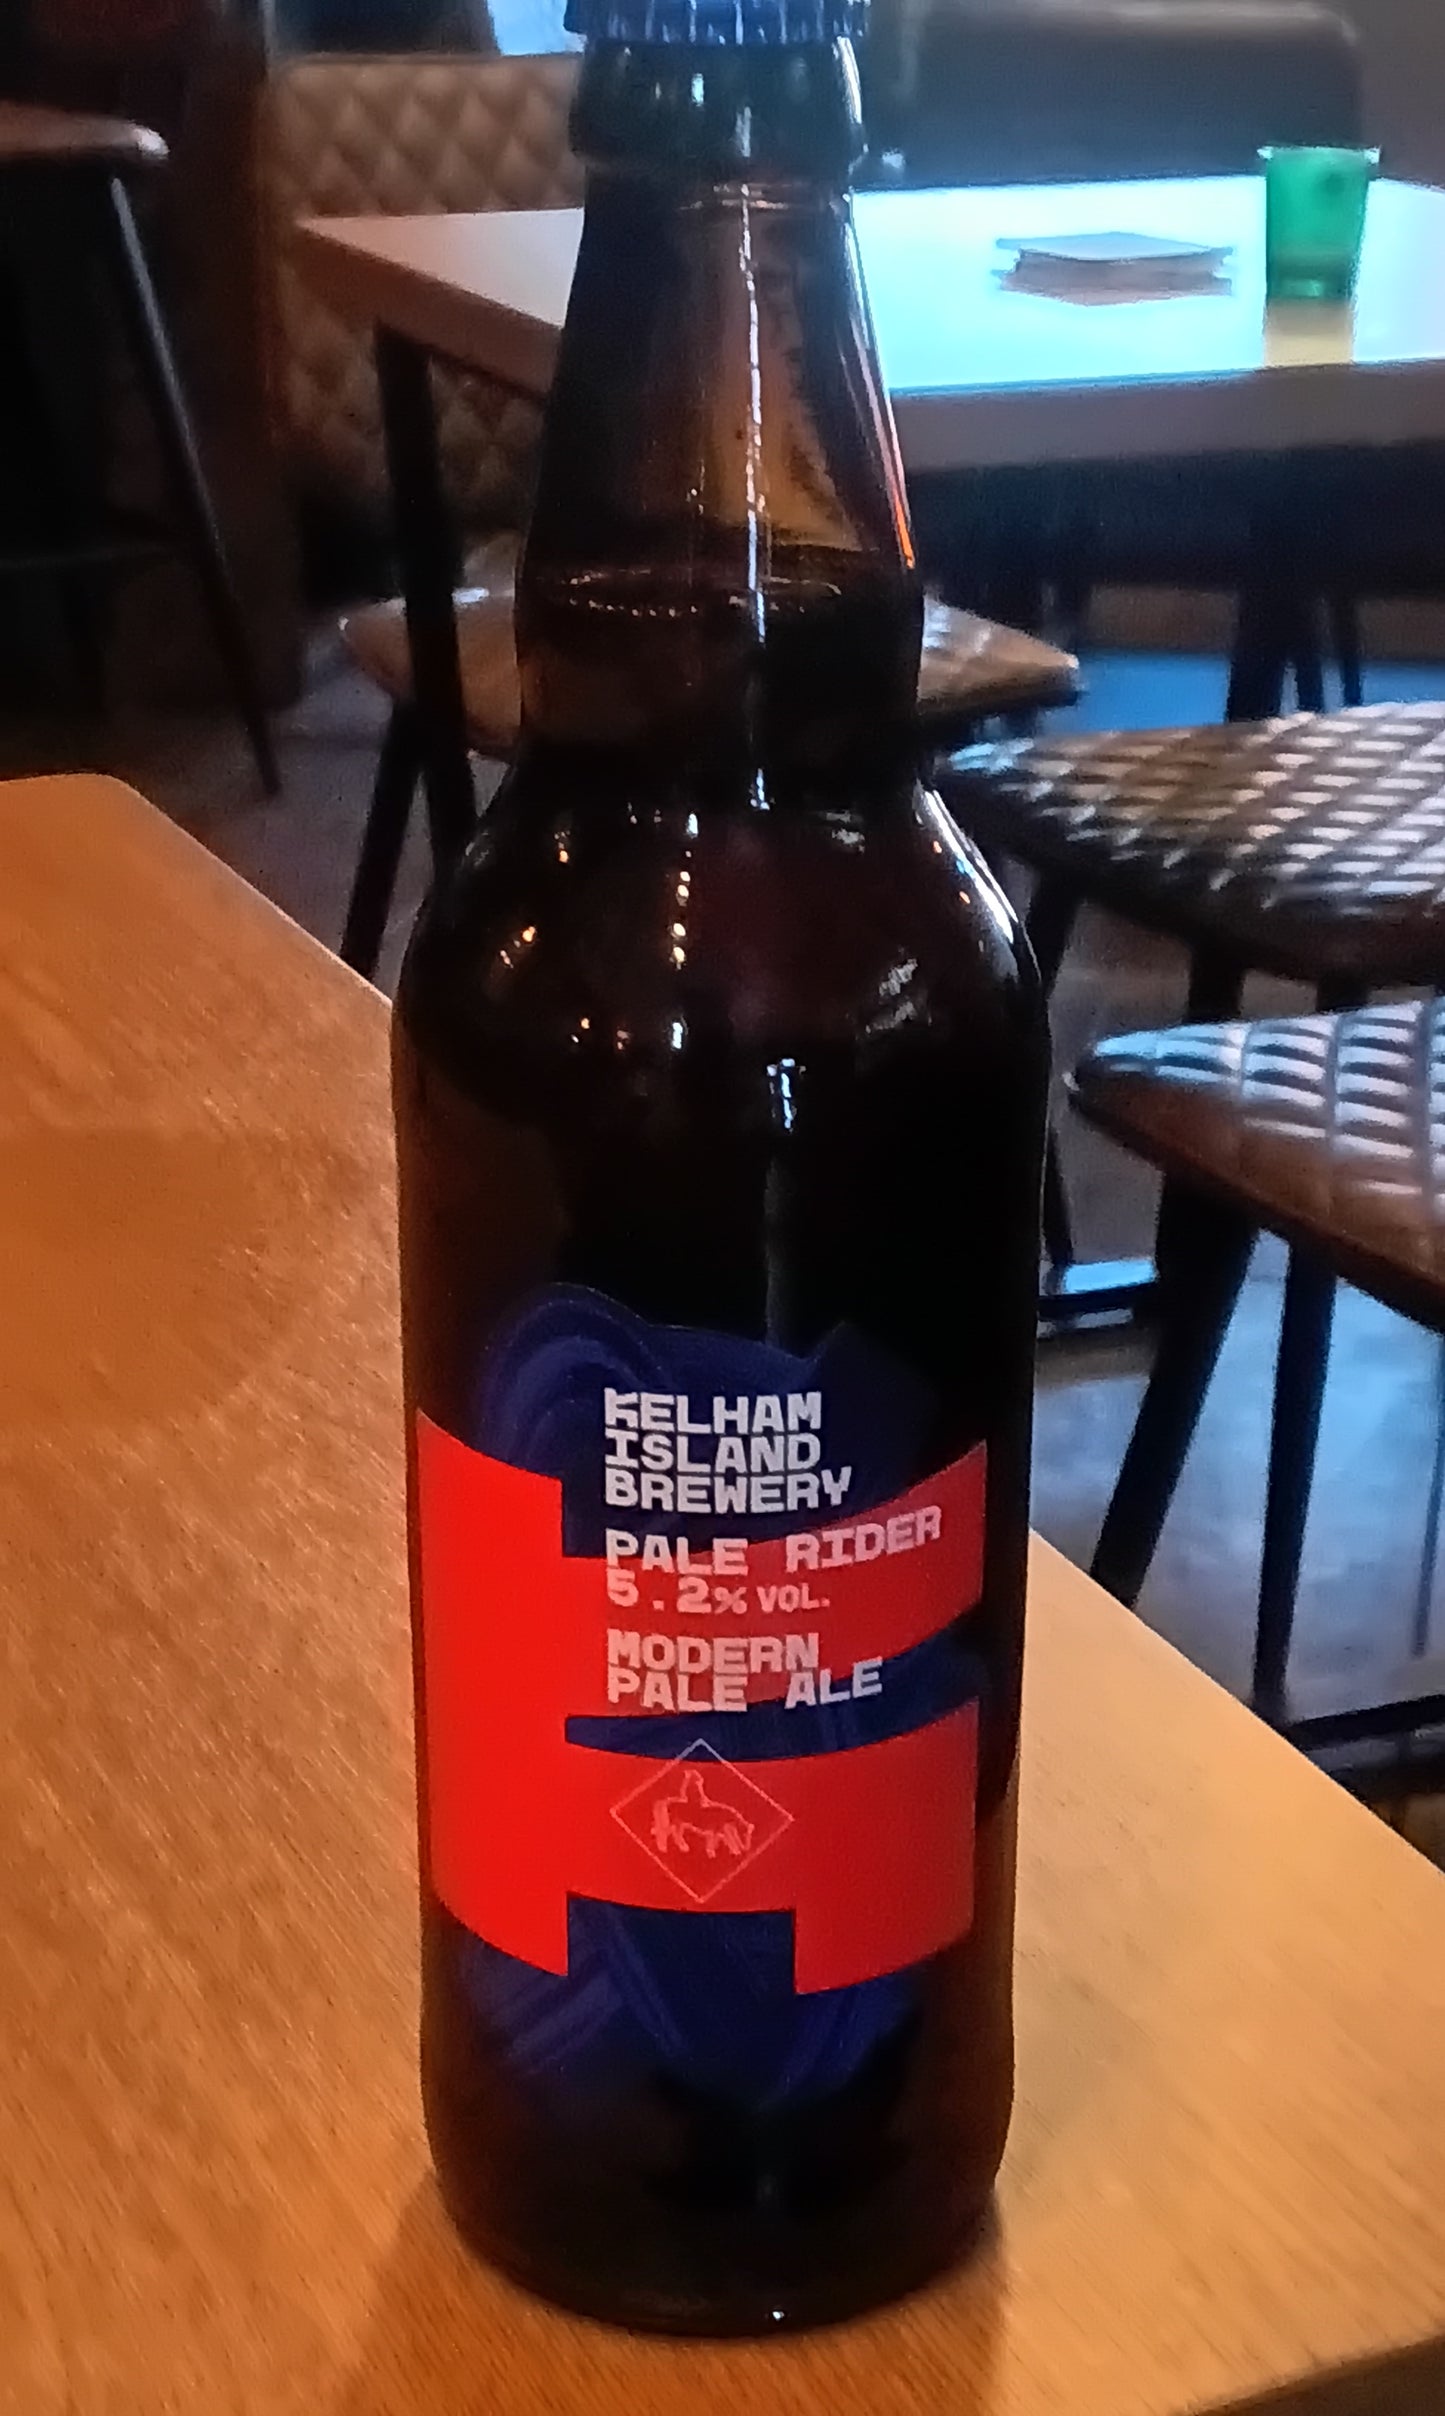 KELHAM
ISLAND
BREWERY
PALE RIDER
5.2% VOL.
MODERN
PALE ALE